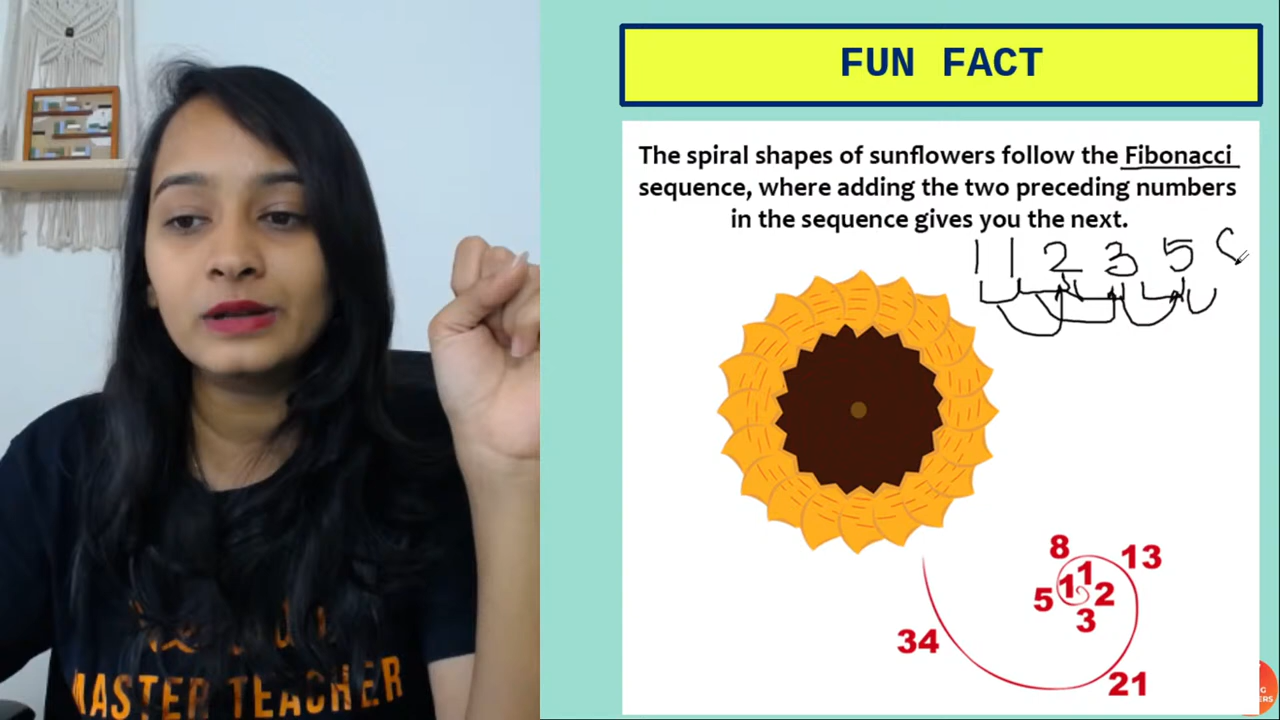 FUN FACT
The spiral shapes of sunflowers follow the Fibonacci
sequence, where adding the two preceding numbers
in the sequence gives you the next.
1 1 2 3 5
8
13
1
1
5
2
3
34
21
MASTER TEACHER